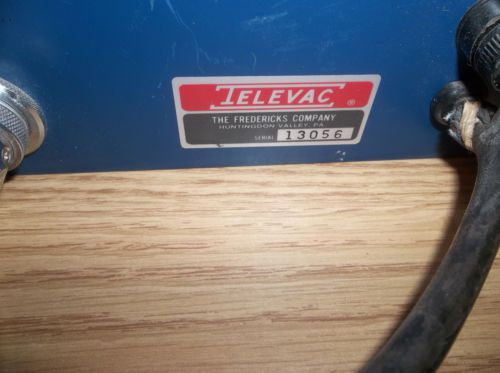 TELEVAC ®
THE FREDERICKS COMPANY
HUNTINGDON VALLEY, PA.
SERIAL 13056